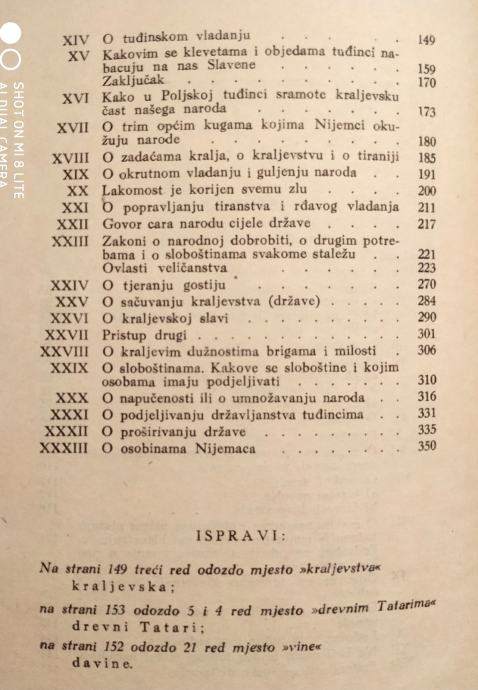 XIV O tuđinskom vladanju . . . . . 149
XV Kakovim se klevetama i objedama tuđinci na-
bacuju na nas Slavene . . . . . . 159
Zaključak . . . . . . . . . 170
XVI Kako u Poljskoj tuđinci sramote kraljevsku
čast našega naroda . . . . . . 173
XVII O trim općim kugama kojima Nijemci oku-
žuju narode . . . . . . . . 180
XVIII O zadaćama kralja, o kraljevstvu i o tiraniji 185
XIX O okrutnom vladanju i guljenju naroda . . 191
XX Lakomost je korijen svemu zlu . . . . 200
XXI O popravljanju tiranstva i rđavog vladanja 211
XXII Govor cara narodu cijele države . . . . 217
XXIII Zakoni o narodnoj dobrobiti, o drugim potre-
bama i o sloboštinama svakome staležu . . 221
Ovlasti veličanstva . . . . . . 223
XXIV O tjeranju gostiju . . . . . . . 270
XXV O sačuvanju kraljevstva (države) . . . . 284
XXVI O kraljevskoj slavi . . . . . . . 290
XXVII Pristup drugi . . . . . . . . . 301
XXVIII O kraljevim dužnostima brigama i milosti . 306
XXIX O sloboštinama. Kakove se sloboštine i kojim
osobama imaju podjeljivati . . . . . 310
XXX O napučenosti ili o umnožavanju naroda . . 316
XXXI O podjeljivanju državljanstva tuđincima . . 331
XXXII O proširivanju države . . . . . . . 335
XXXIII O osobinama Nijemaca . . . . . . 350
ISPRAVI:
Na strani 149 treći red odozdo mjesto »kraljevstva«
kraljevska;
na strani 153 odozdo 5 i 4 red mjesto »drevnim Tatarima«
drevni Tatari;
na strani 152 odozdo 21 red mjesto »vine«
davine.
SHOT ON MI 8 LITE
AI DUAL CAMERA